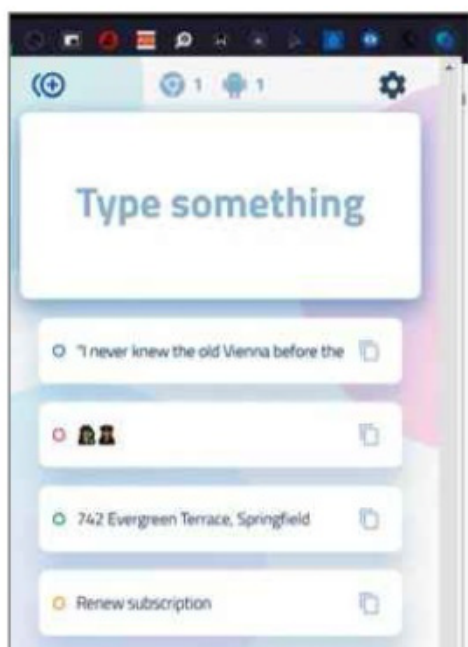 1 1
Type something
"I never knew the old Vienna before the
742 Evergreen Terrace, Springfield
Renew subscription